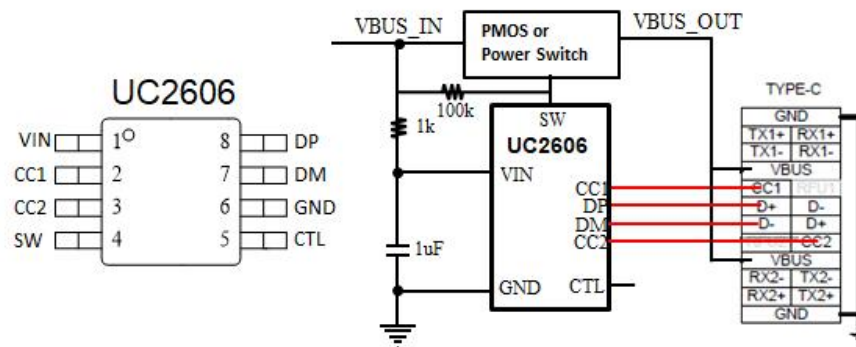 UC2606
VIN 1 8 DP
CC1 2 7 DM
CC2 3 6 GND
SW 4 5 CTL
VBUS_IN
PMOS or
Power Switch
VBUS_OUT
100k
1k
1uF
SW
UC2606
VIN
CC1
DP
DM
CC2
GND CTL
TYPE-C
GND
TX1+ RX1+
TX1- RX1-
VBUS
CC1 RFU1
D+ D-
D- D+
CC2
VBUS
RX2- TX2-
RX2+ TX2+
GND